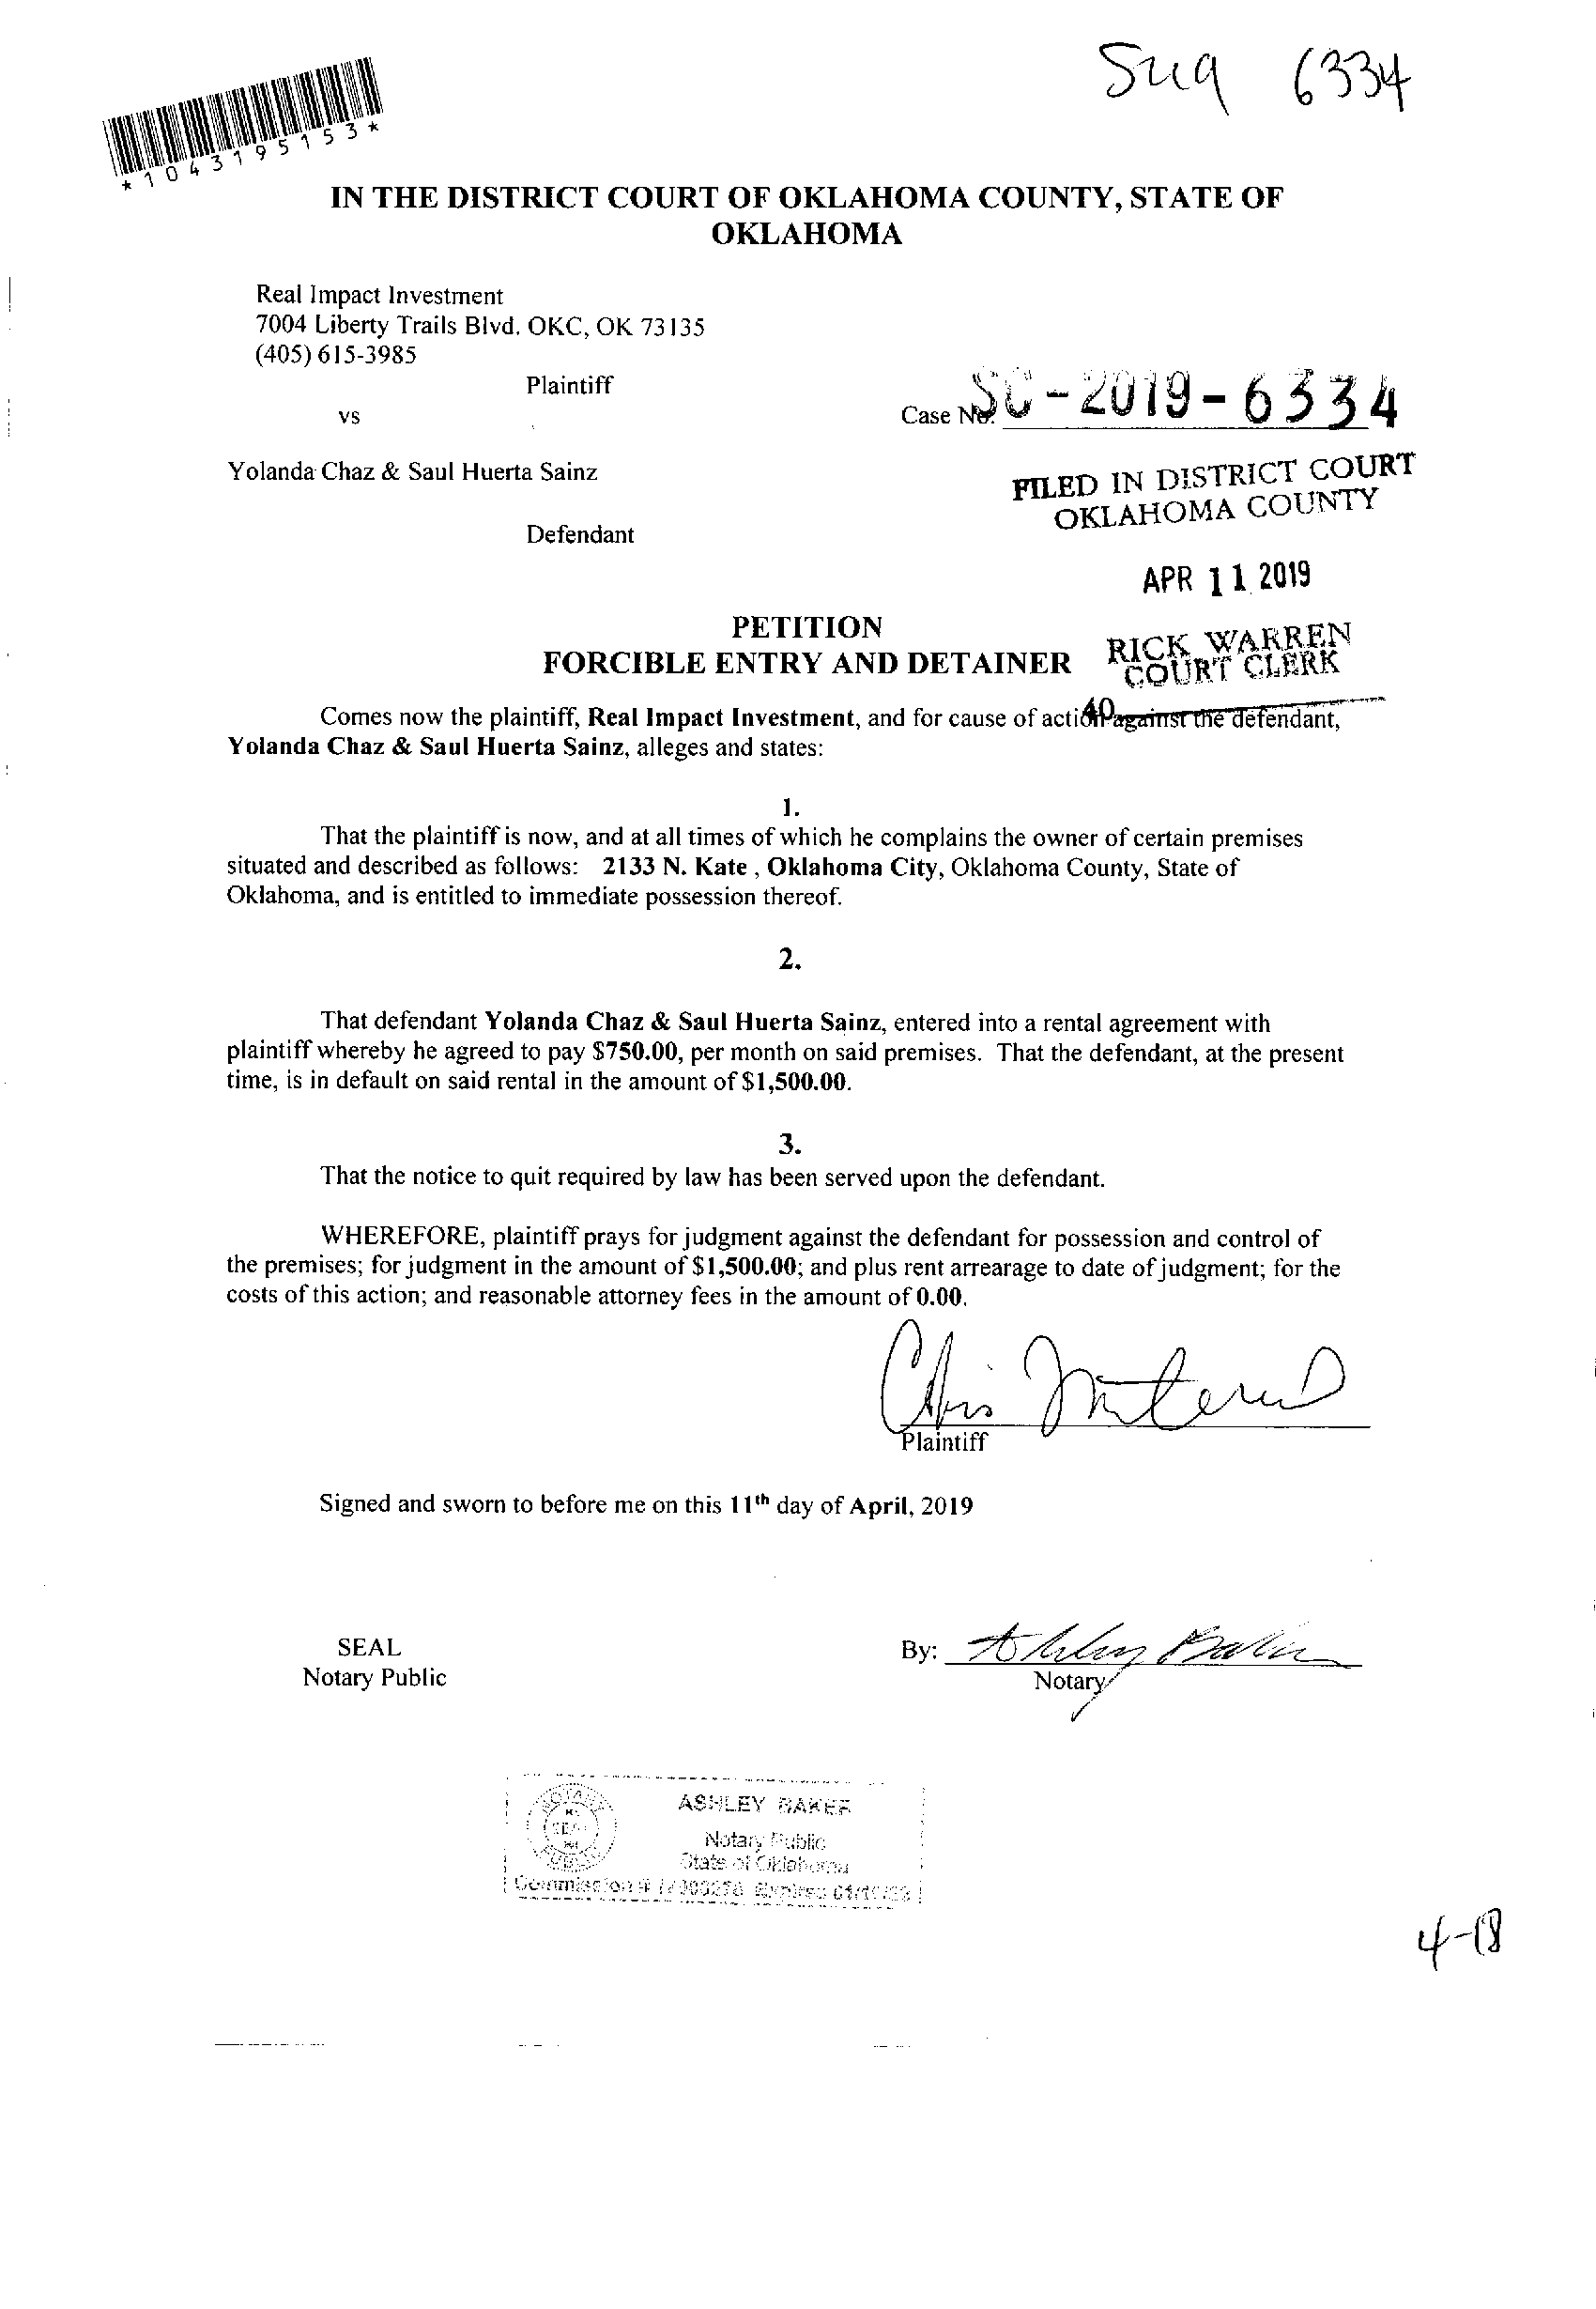 6334
*1043195153*
IN THE DISTRICT COURT OF OKLAHOMA COUNTY, STATE OF
OKLAHOMA
Real Impact Investment
7004 Liberty Trails Blvd. OKC, OK 73135
(405) 615-3985
Plaintiff
vs
Case No. SC-2019-6334
Yolanda Chaz & Saul Huerta Sainz
FILED IN DISTRICT COURT
OKLAHOMA COUNTY
Defendant
APR 11 2019
PETITION
FORCIBLE ENTRY AND DETAINER
RICK WARREN
COURT CLERK
40
Comes now the plaintiff, Real Impact Investment, and for cause of action against the defendant,
Yolanda Chaz & Saul Huerta Sainz, alleges and states:
1.
That the plaintiff is now, and at all times of which he complains the owner of certain premises
situated and described as follows: 2133 N. Kate , Oklahoma City, Oklahoma County, State of
Oklahoma, and is entitled to immediate possession thereof.
2.
That defendant Yolanda Chaz & Saul Huerta Sainz, entered into a rental agreement with
plaintiff whereby he agreed to pay $750.00, per month on said premises. That the defendant, at the present
time, is in default on said rental in the amount of $1,500.00.
3.
That the notice to quit required by law has been served upon the defendant.
WHEREFORE, plaintiff prays for judgment against the defendant for possession and control of
the premises; for judgment in the amount of $1,500.00; and plus rent arrearage to date of judgment; for the
costs of this action; and reasonable attorney fees in the amount of 0.00.
Plaintiff
Signed and sworn to before me on this 11th day of April, 2019
SEAL
Notary Public
By: Ashley Baker
Notary
ASHLEY BAKER
Notary Public
State of Oklahoma
Commission # Expires
4-18